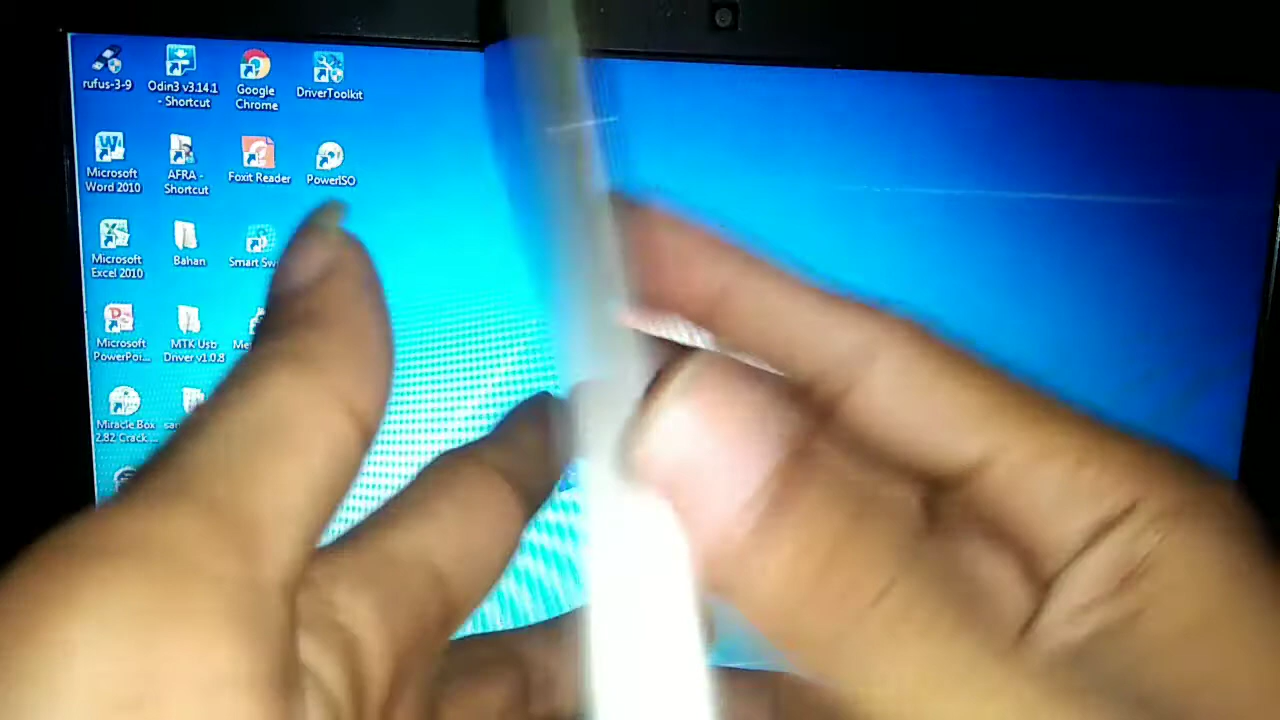 rufus-3-9
Odin3 v3.14.1
- Shortcut
Google
Chrome
DriverToolkit
Microsoft
Word 2010
AFRA -
Shortcut
Foxit Reader
PowerISO
Microsoft
Excel 2010
Bahan
Smart
Microsoft
PowerPoi...
MTK Usb
Driver v1.0.8
Miracle Box
2.82 Crack...